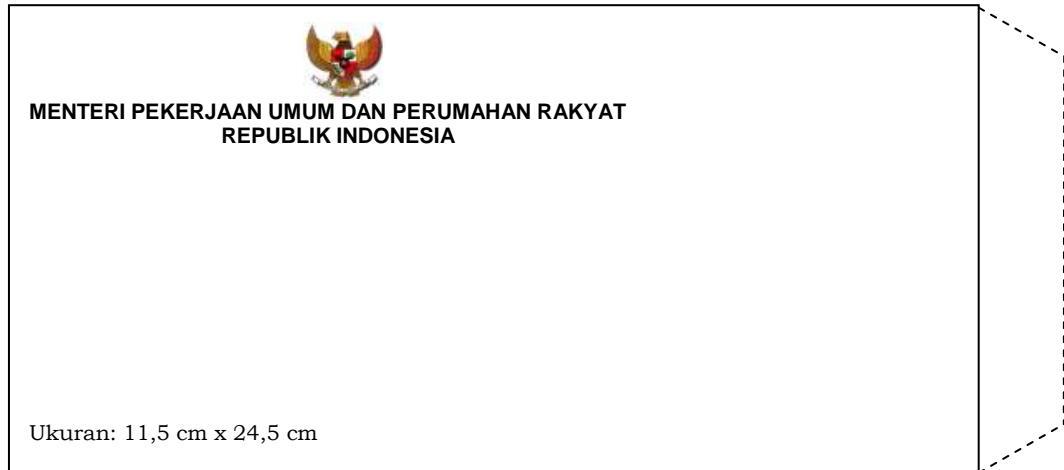 MENTERI PEKERJAAN UMUM DAN PERUMAHAN RAKYAT
REPUBLIK INDONESIA
Ukuran: 11,5 cm x 24,5 cm